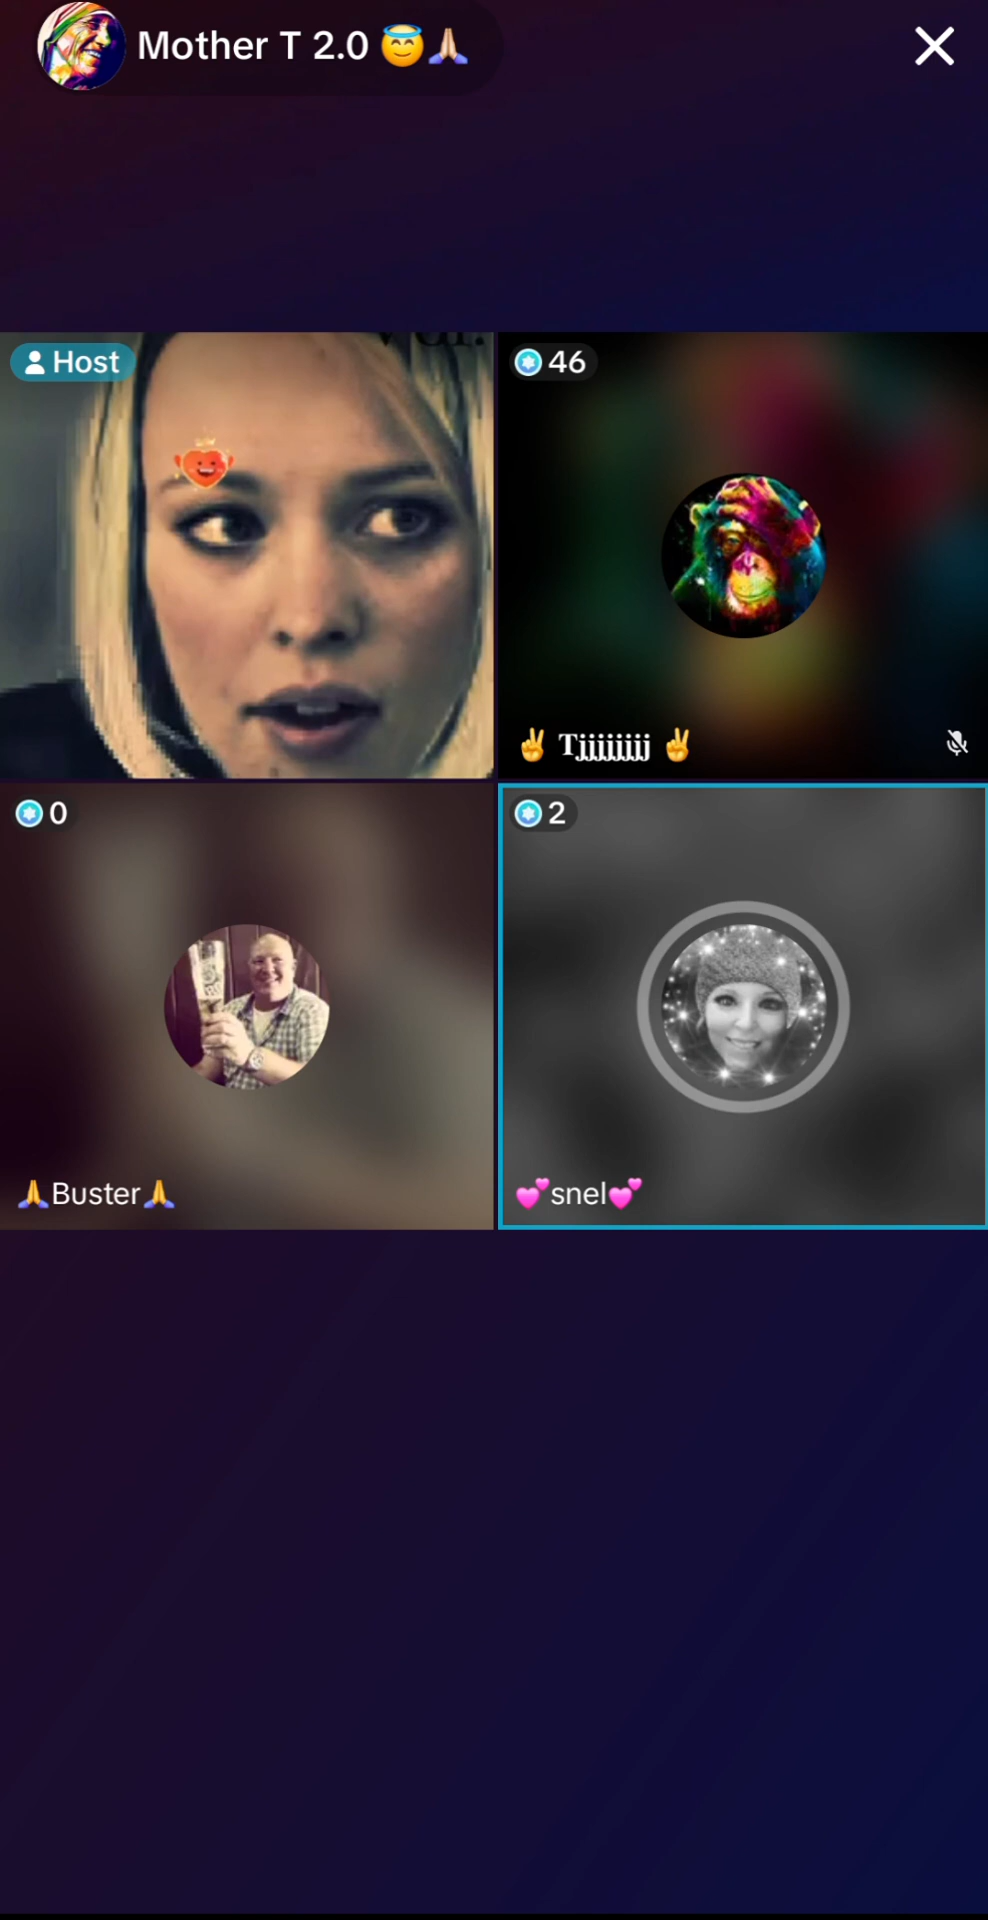 Mother T 2.0 😇🙏🏼
Host
46
✌️ Tjjjjjjjj ✌️
0
2
🙏Buster🙏
💕snel💕